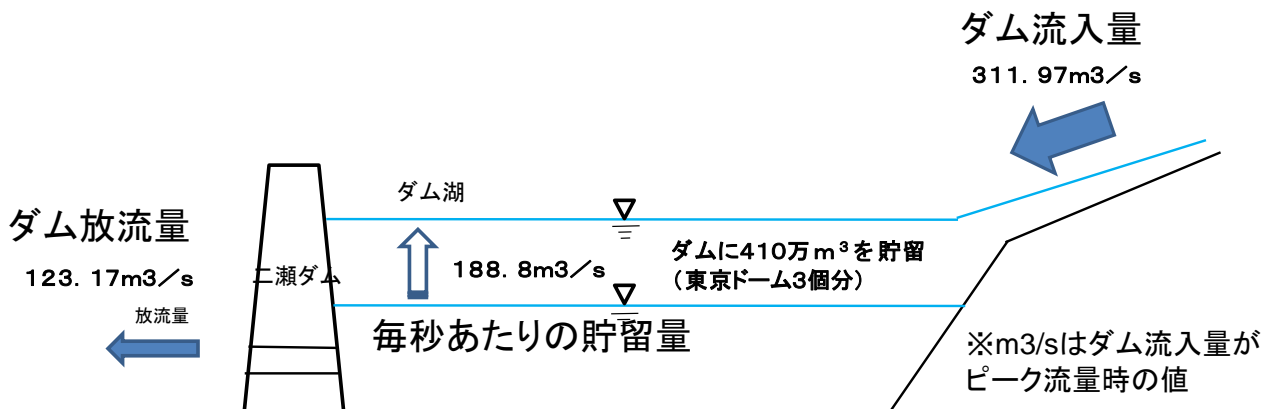 ダム流入量
311. 97m3／s
ダム湖
ダム放流量
123. 17m3／s
二瀬ダム
188. 8m3／s
ダムに410万ｍ³を貯留
（東京ドーム3個分）
放流量
毎秒あたりの貯留量
※m3/sはダム流入量が
ピーク流量時の値